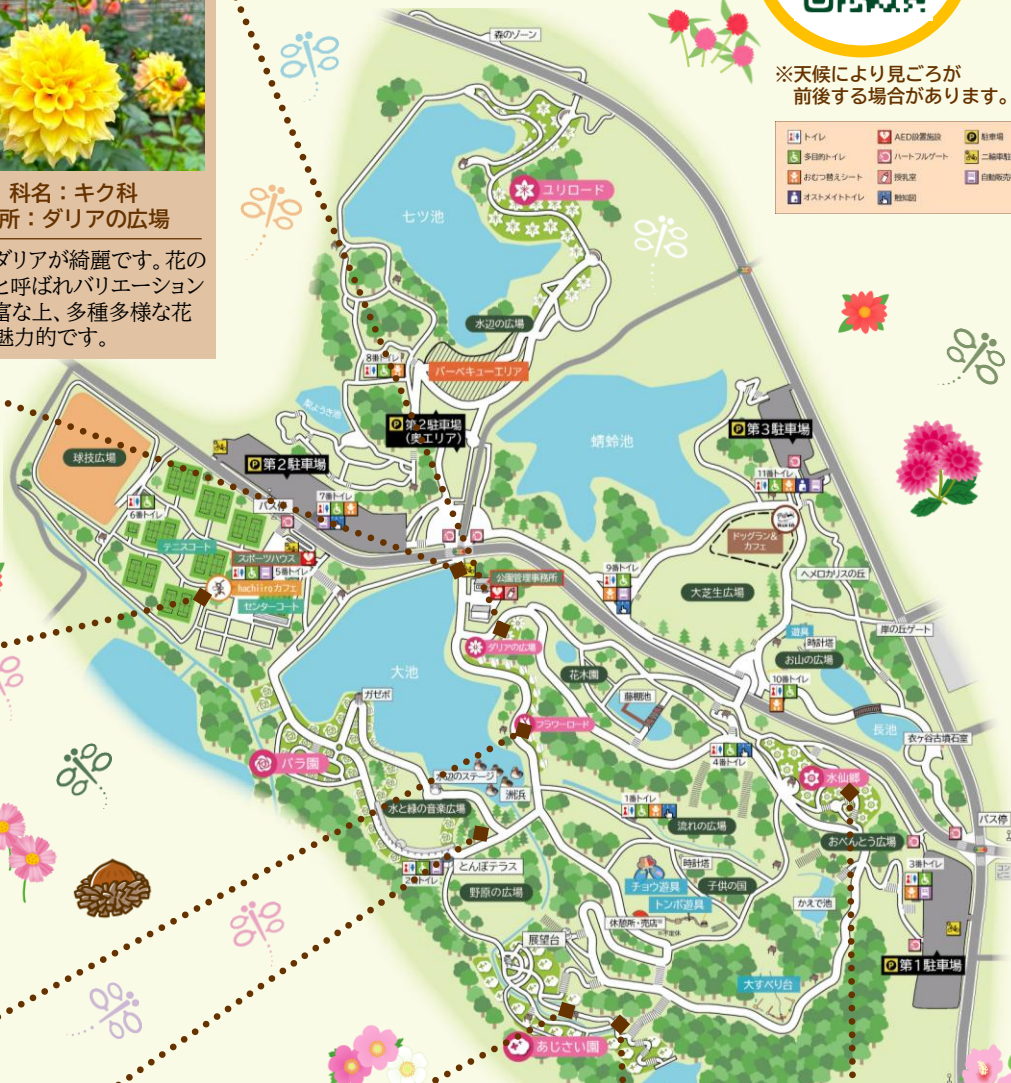 ※天候により見ごろが
前後する場合があります。
トイレ
AED設置施設
駐車場
多目的トイレ
ハートフルゲート
二輪車駐
おむつ替えシート
授乳室
自動販売
オストメイトトイレ
触知図
科名：キク科
所：ダリアの広場
ダリアが綺麗です。花の
と呼ばれバリエーション
富な上、多種多様な花
魅力的です。
森のゾーン
七ツ池
ユリロード
水辺の広場
8番トイレ
バーベキューエリア
梨ようき池
第2駐車場
(奥エリア)
蜻蛉池
第3駐車場
11番トイレ
球技広場
第2駐車場
バス停
7番トイレ
6番トイレ
テニスコート
スポーツハウス
5番トイレ
hachiiroカフェ
センターコート
公園管理事務所
ドッグラン&
カフェ
9番トイレ
大芝生広場
ヘメロカリスの丘
岸の丘ゲート
遊具
時計塔
お山の広場
10番トイレ
長池
衣ヶ谷古墳石室
大池
ダリアの広場
花木園
藤棚池
ガゼボ
フラワーロード
4番トイレ
バラ園
水仙郷
水辺のステージ
洲浜
水と緑の音楽広場
1番トイレ
流れの広場
おべんとう広場
バス停
コン
ビニ
とんぼテラス
2番トイレ
野原の広場
時計塔
チョウ遊具
子供の国
トンボ遊具
3番トイレ
かえで池
休憩所・売店※
※不定休
展望台
大すべり台
第1駐車場
あじさい園